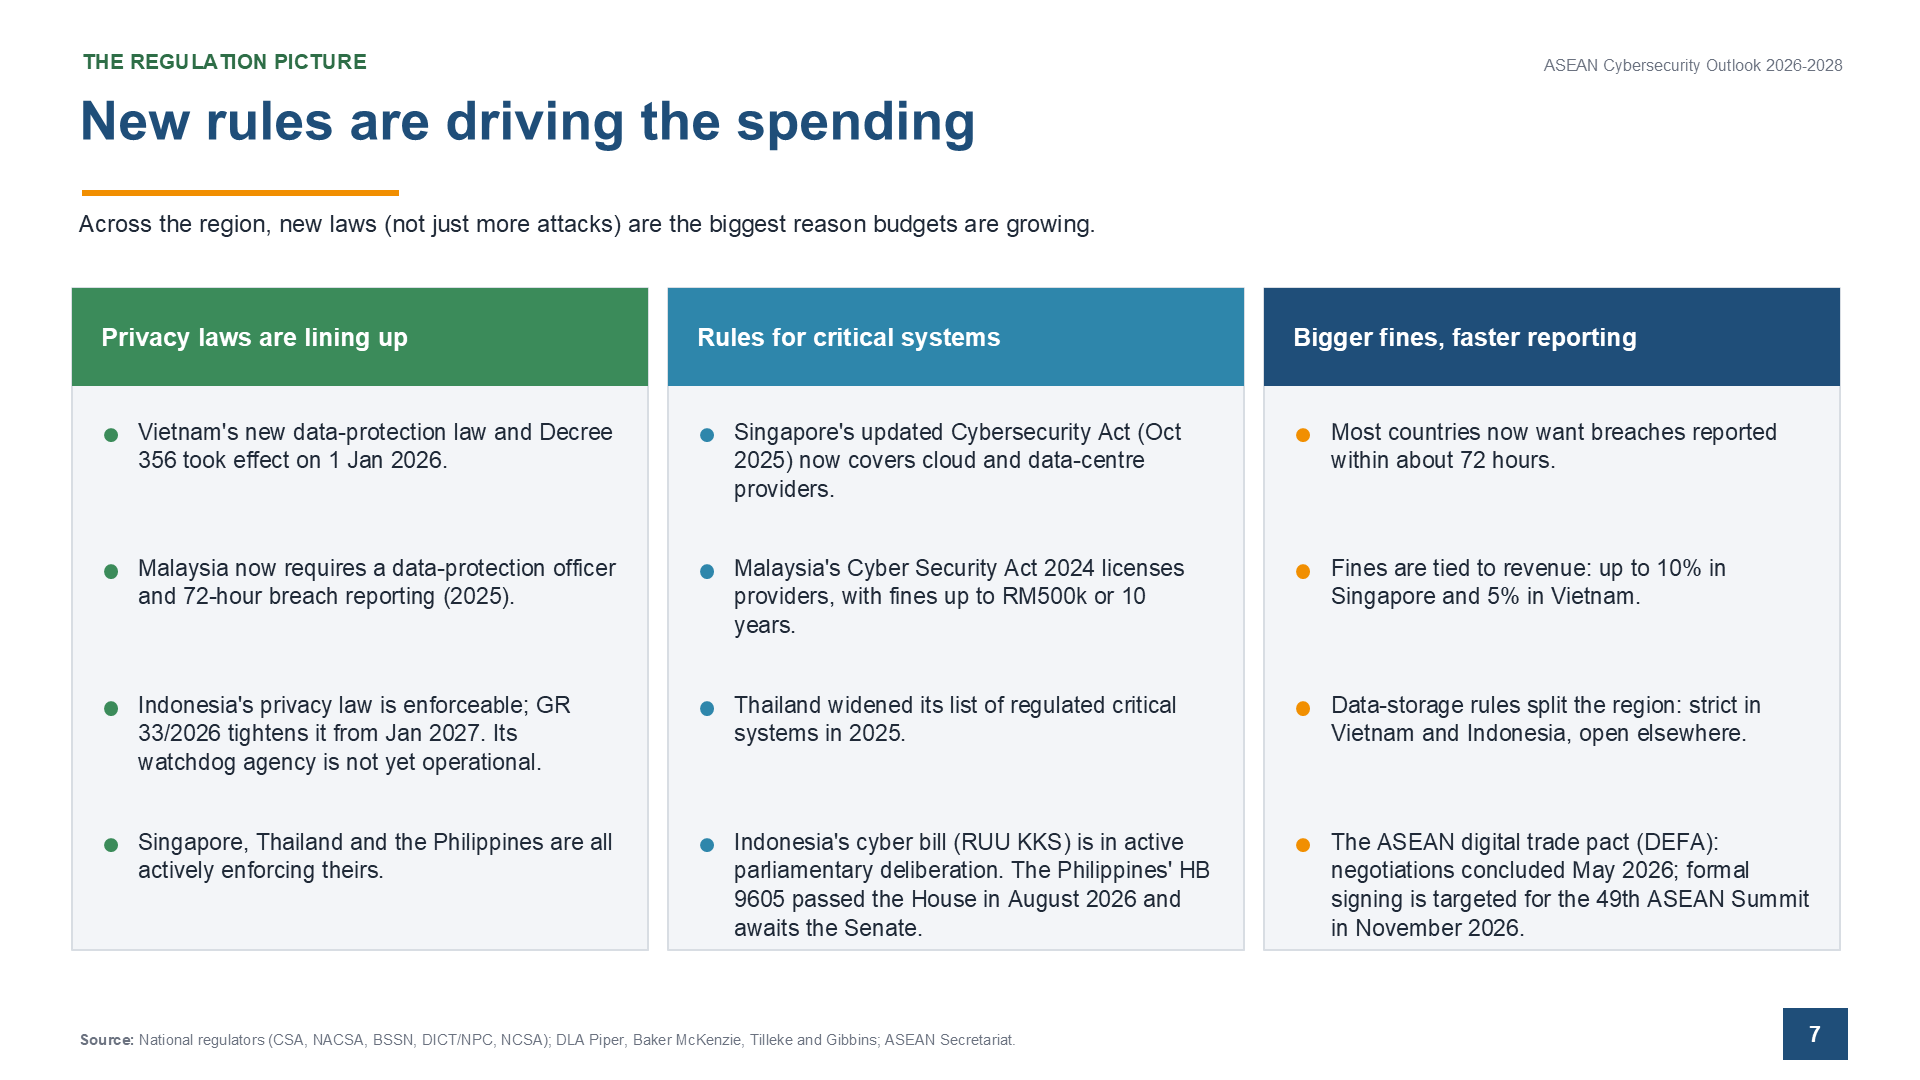 THE REGULATION PICTURE
ASEAN Cybersecurity Outlook 2026-2028
New rules are driving the spending
Across the region, new laws (not just more attacks) are the biggest reason budgets are growing.
Privacy laws are lining up
Vietnam's new data-protection law and Decree
356 took effect on 1 Jan 2026.
Malaysia now requires a data-protection officer
and 72-hour breach reporting (2025).
Indonesia's privacy law is enforceable; GR
33/2026 tightens it from Jan 2027. Its
watchdog agency is not yet operational.
Singapore, Thailand and the Philippines are all
actively enforcing theirs.
Rules for critical systems
Singapore's updated Cybersecurity Act (Oct
2025) now covers cloud and data-centre
providers.
Malaysia's Cyber Security Act 2024 licenses
providers, with fines up to RM500k or 10
years.
Thailand widened its list of regulated critical
systems in 2025.
Indonesia's cyber bill (RUU KKS) is in active
parliamentary deliberation. The Philippines' HB
9605 passed the House in August 2026 and
awaits the Senate.
Bigger fines, faster reporting
Most countries now want breaches reported
within about 72 hours.
Fines are tied to revenue: up to 10% in
Singapore and 5% in Vietnam.
Data-storage rules split the region: strict in
Vietnam and Indonesia, open elsewhere.
The ASEAN digital trade pact (DEFA):
negotiations concluded May 2026; formal
signing is targeted for the 49th ASEAN Summit
in November 2026.
Source: National regulators (CSA, NACSA, BSSN, DICT/NPC, NCSA); DLA Piper, Baker McKenzie, Tilleke and Gibbins; ASEAN Secretariat.
7